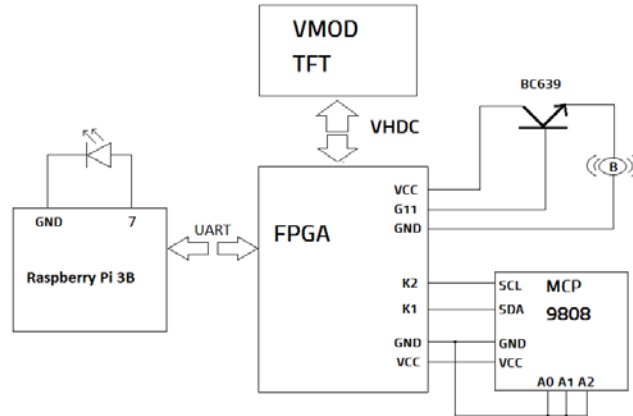 VMOD
TFT
BC639
VHDC
VCC
G11
GND
B
GND 7
UART
FPGA
Raspberry Pi 3B
K2
K1
GND
VCC
SCL
SDA
GND
VCC
MCP
9808
A0 A1 A2